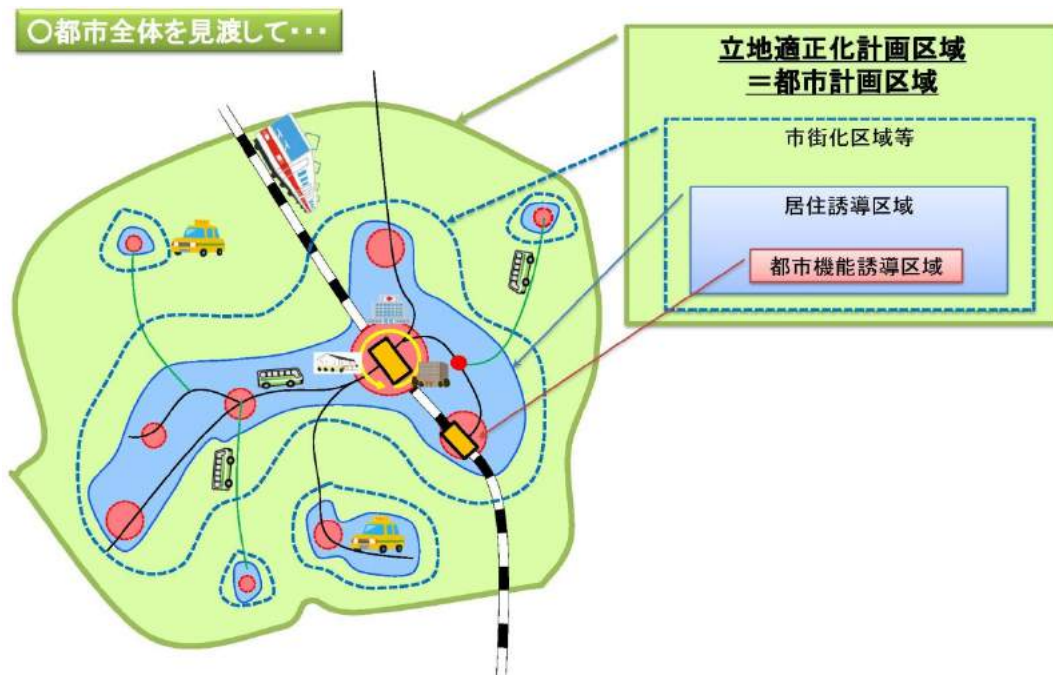 〇都市全体を見渡して・・・
立地適正化計画区域
＝都市計画区域
市街化区域等
居住誘導区域
都市機能誘導区域